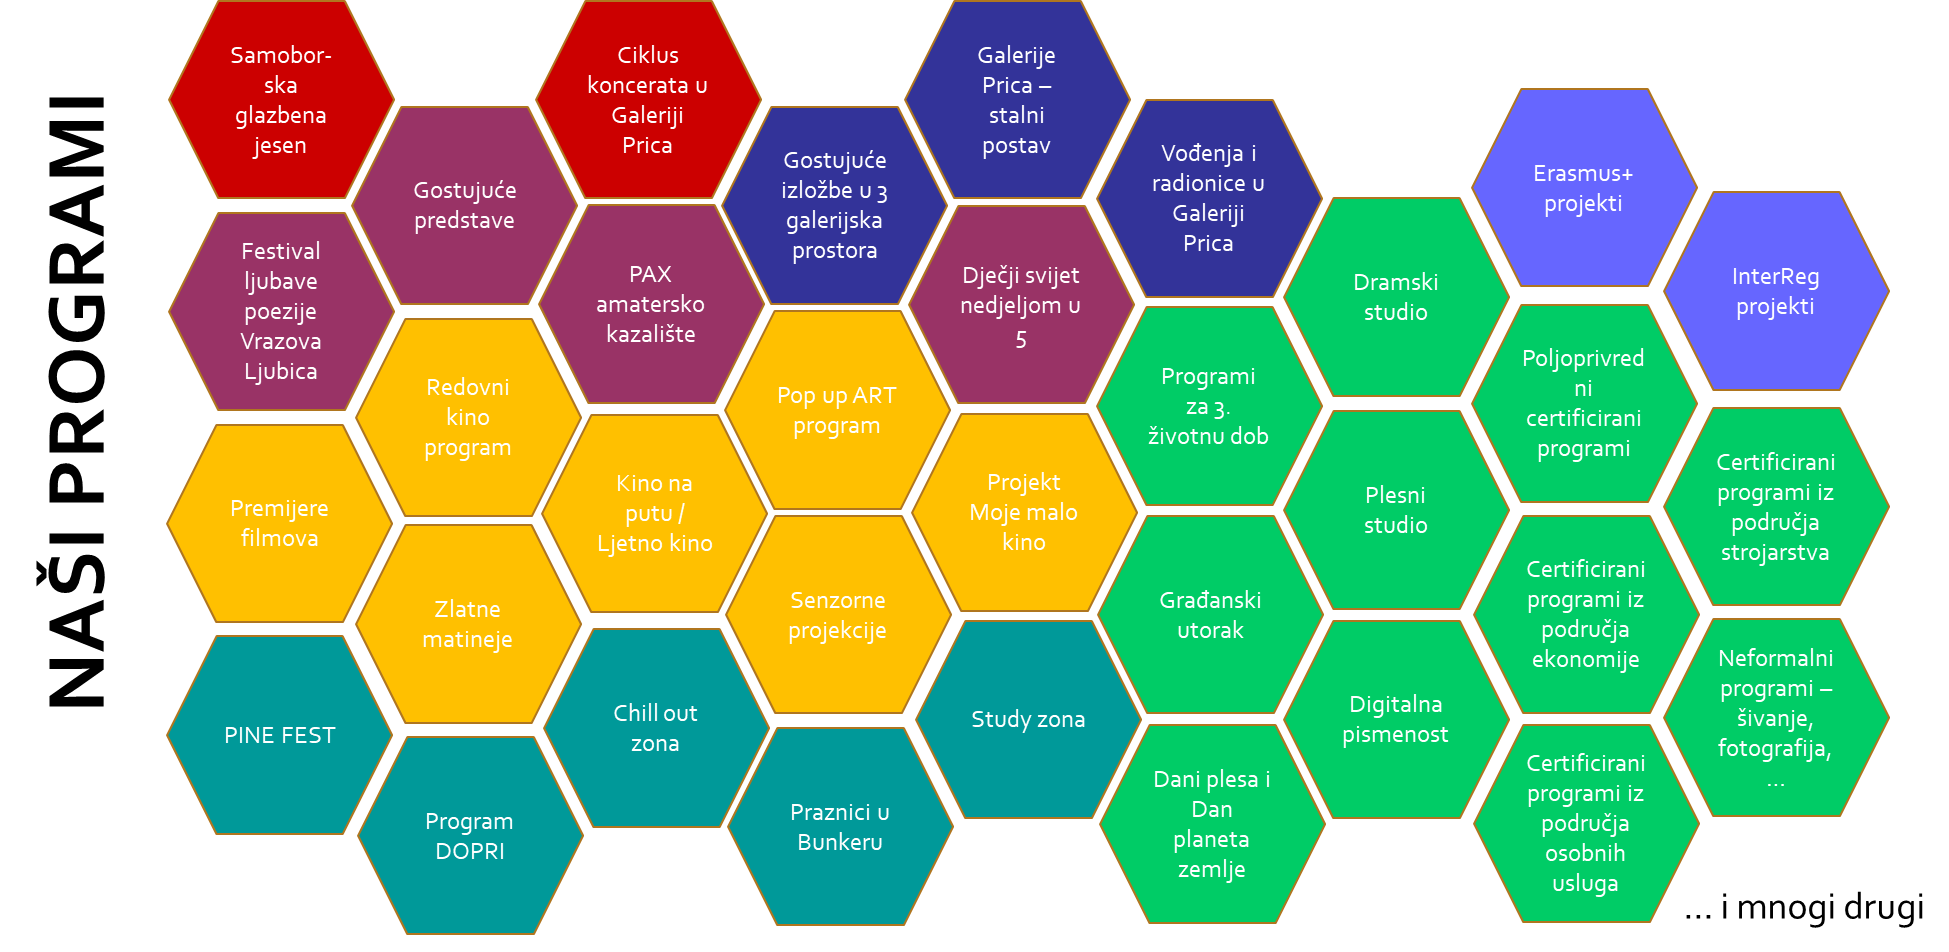 NAŠI PROGRAMI
Samobor-
ska
glazbena
jesen
Festival
ljubave
poezije
Vrazova
Ljubica
Premijere
filmova
PINE FEST
Gostujuće
predstave
Redovni
kino
program
Zlatne
matineje
Program
DOPRI
Ciklus
koncerata u
Galeriji
Prica
PAX
amatersko
kazalište
Kino na
putu /
Ljetno kino
Chill out
zona
Gostujuće
izložbe u 3
galerijska
prostora
Pop up ART
program
Senzorne
projekcije
Praznici u
Bunkeru
Galerije
Prica –
stalni
postav
Dječji svijet
nedjeljom u
5
Projekt
Moje malo
kino
Study zona
Vođenja i
radionice u
Galeriji
Prica
Programi
za 3.
životnu dob
Građanski
utorak
Dani plesa i
Dan
planeta
zemlje
Dramski
studio
Plesni
studio
Digitalna
pismenost
Erasmus+
projekti
Poljoprivred
ni
certificirani
programi
Certificirani
programi iz
područja
ekonomije
Certificirani
programi iz
područja
osobnih
usluga
InterReg
projekti
Certificirani
programi iz
područja
strojarstva
Neformalni
programi –
šivanje,
fotografija,
...
... i mnogi drugi